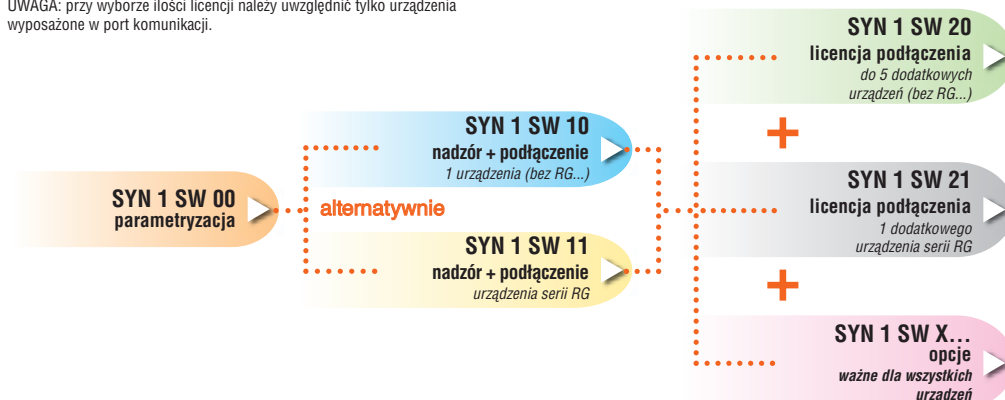 UWAGA: przy wyborze ilości licencji należy uwzględnić tylko urządzenia
wyposażone w port komunikacji.
SYN 1 SW 00
parametryzacja
SYN 1 SW 10
nadzór + podłączenie
1 urządzenia (bez RG...)
alternatywnie
SYN 1 SW 11
nadzór + podłączenie
urządzenia serii RG
SYN 1 SW 20
licencja podłączenia
do 5 dodatkowych
urządzeń (bez RG...)
+
SYN 1 SW 21
licencja podłączenia
1 dodatkowego
urządzenia serii RG
+
SYN 1 SW X...
opcje
ważne dla wszystkich
urządzeń